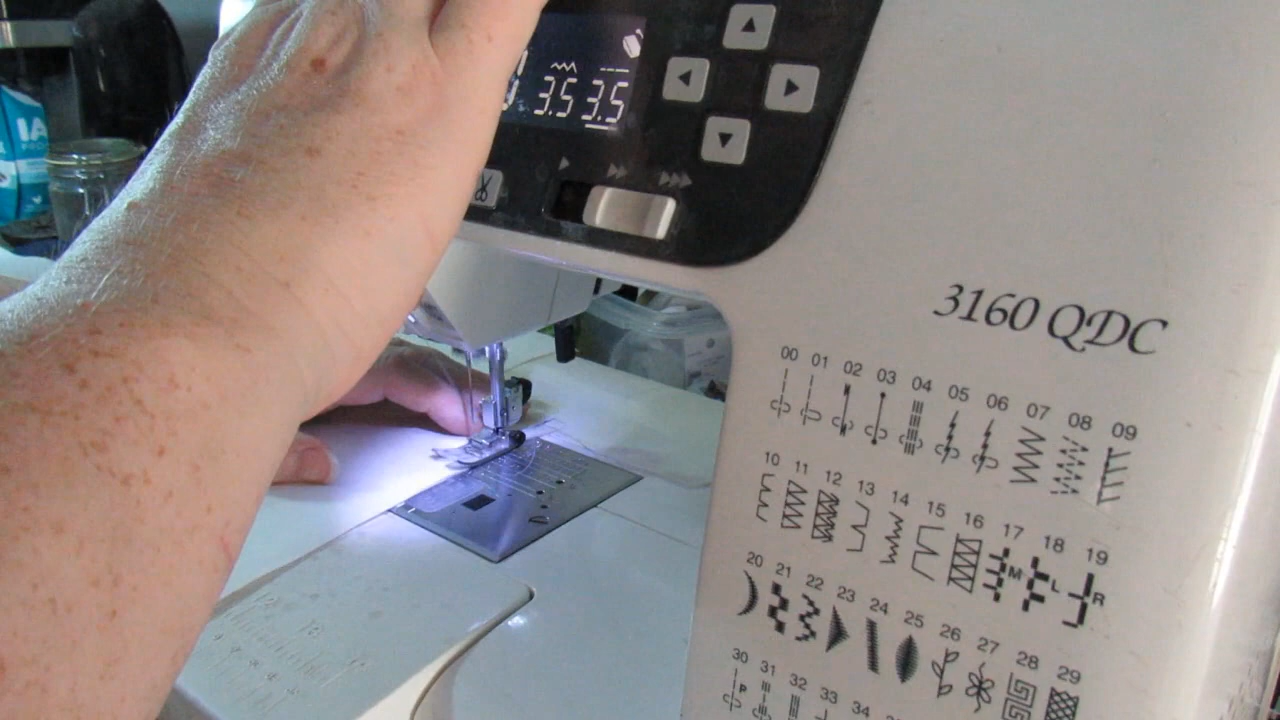 IA
3.5 3.5
3160 QDC
00 01 02 03 04 05 06 07 08 09
10 11 12 13 14 15 16 17 18 19
M L R
20 21 22 23 24 25 26 27 28 29
30 31 32 33 34
P